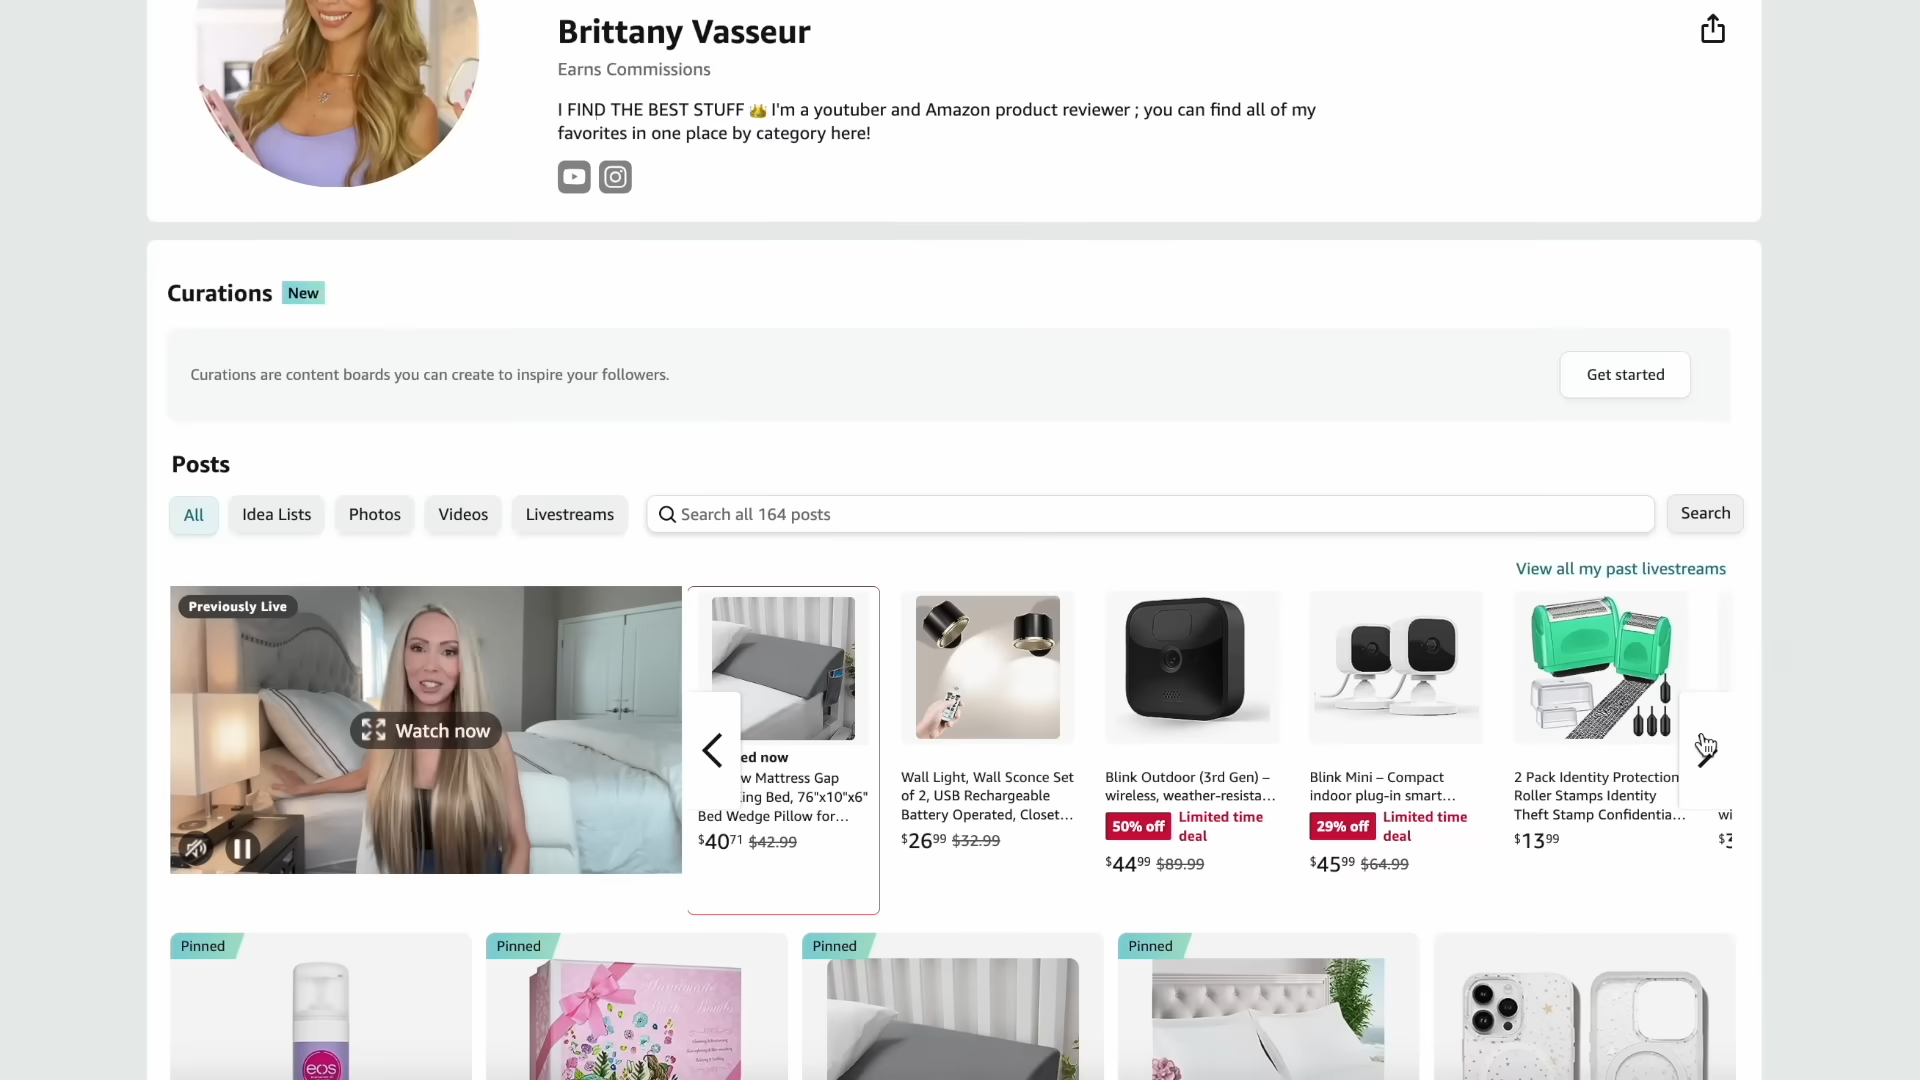 Brittany Vasseur
Earns Commissions
I FIND THE BEST STUFF 👑 I'm a youtuber and Amazon product reviewer ; you can find all of my
favorites in one place by category here!
Curations New
Curations are content boards you can create to inspire your followers.
Get started
Posts
All
Idea Lists
Photos
Videos
Livestreams
Search all 164 posts
Search
View all my past livestreams
Previously Live
Watch now
ed now
w Mattress Gap
ing Bed, 76"x10"x6"
Bed Wedge Pillow for...
$40 71 $42.99
Wall Light, Wall Sconce Set
of 2, USB Rechargeable
Battery Operated, Closet...
$26 99 $32.99
Blink Outdoor (3rd Gen) –
wireless, weather-resista...
50% off Limited time
deal
$44 99 $89.99
Blink Mini – Compact
indoor plug-in smart...
29% off Limited time
deal
$45 99 $64.99
2 Pack Identity Protection
Roller Stamps Identity
Theft Stamp Confidentia...
$13 99
wi
Pinned
Pinned
Pinned
Pinned
eos
Handmade
Bath Bombs